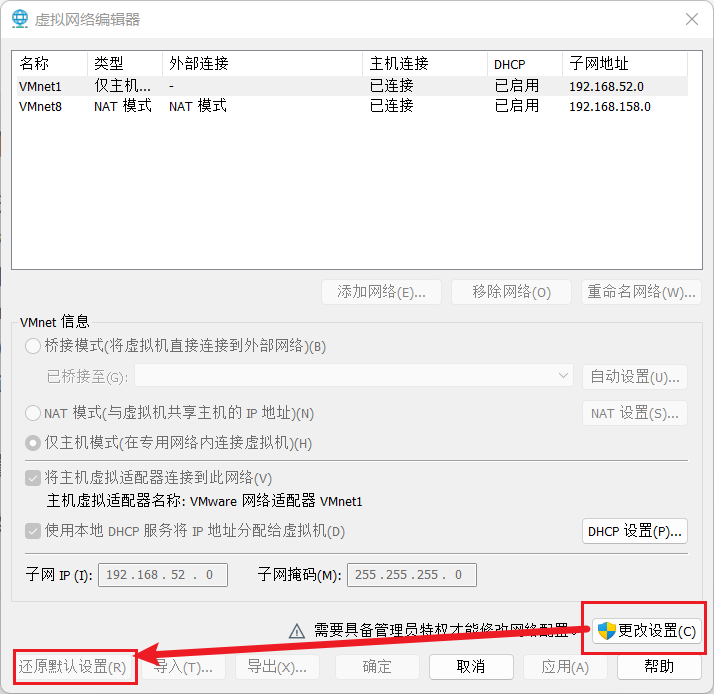 虚拟网络编辑器
名称 类型 外部连接 主机连接 DHCP 子网地址
VMnet1 仅主机... - 已连接 已启用 192.168.52.0
VMnet8 NAT 模式 NAT 模式 已连接 已启用 192.168.158.0
添加网络(E)... 移除网络(O) 重命名网络(W)...
VMnet 信息
桥接模式(将虚拟机直接连接到外部网络)(B)
已桥接至(G): 自动设置(U)...
NAT 模式(与虚拟机共享主机的 IP 地址)(N) NAT 设置(S)...
仅主机模式(在专用网络内连接虚拟机)(H)
将主机虚拟适配器连接到此网络(V)
主机虚拟适配器名称: VMware 网络适配器 VMnet1
使用本地 DHCP 服务将 IP 地址分配给虚拟机(D) DHCP 设置(P)...
子网 IP (I): 192 . 168 . 52 . 0 子网掩码(M): 255 . 255 . 255 . 0
需要具备管理员特权才能修改网络配置。 更改设置(C)
还原默认设置(R) 导入(T)... 导出(X)... 确定 取消 应用(A) 帮助